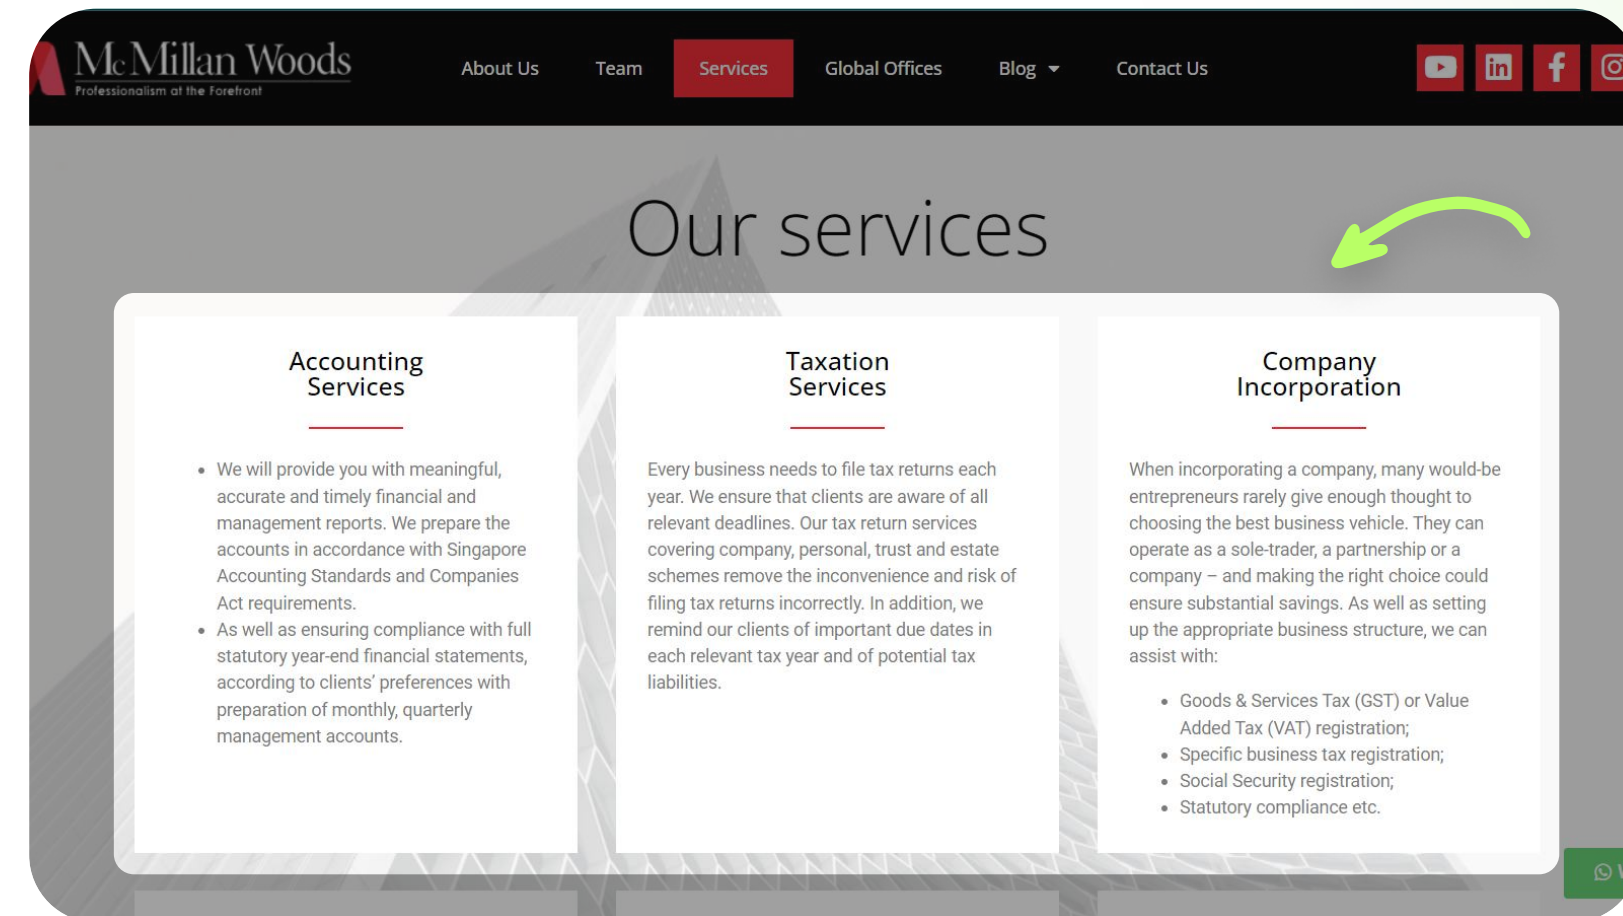 McMillan Woods
Professionalism at the Forefront
About Us
Team
Services
Global Offices
Blog
Contact Us
Our services
Accounting
Services
• We will provide you with meaningful,
accurate and timely financial and
management reports. We prepare the
accounts in accordance with Singapore
Accounting Standards and Companies
Act requirements.
• As well as ensuring compliance with full
statutory year-end financial statements,
according to clients’ preferences with
preparation of monthly, quarterly
management accounts.
Taxation
Services
Every business needs to file tax returns each
year. We ensure that clients are aware of all
relevant deadlines. Our tax return services
covering company, personal, trust and estate
schemes remove the inconvenience and risk of
filing tax returns incorrectly. In addition, we
remind our clients of important due dates in
each relevant tax year and of potential tax
liabilities.
Company
Incorporation
When incorporating a company, many would-be
entrepreneurs rarely give enough thought to
choosing the best business vehicle. They can
operate as a sole-trader, a partnership or a
company – and making the right choice could
ensure substantial savings. As well as setting
up the appropriate business structure, we can
assist with:
• Goods & Services Tax (GST) or Value
Added Tax (VAT) registration;
• Specific business tax registration;
• Social Security registration;
• Statutory compliance etc.